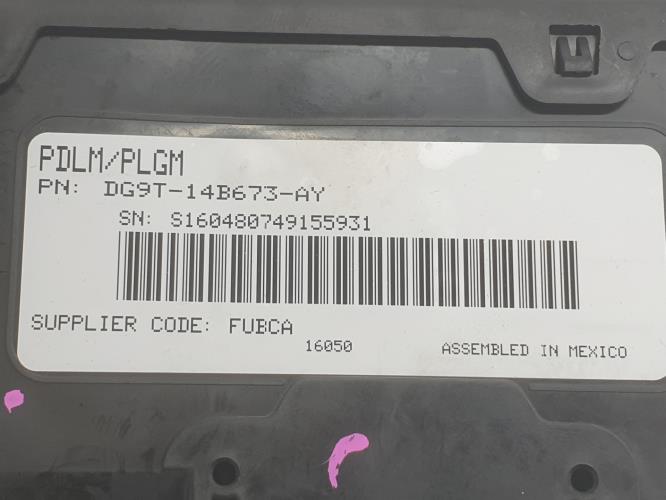 PDLM/PLGM
PN: DG9T-14B673-AY
SN: S160480749155931
SUPPLIER CODE: FUBCA
16050 ASSEMBLED IN MEXICO